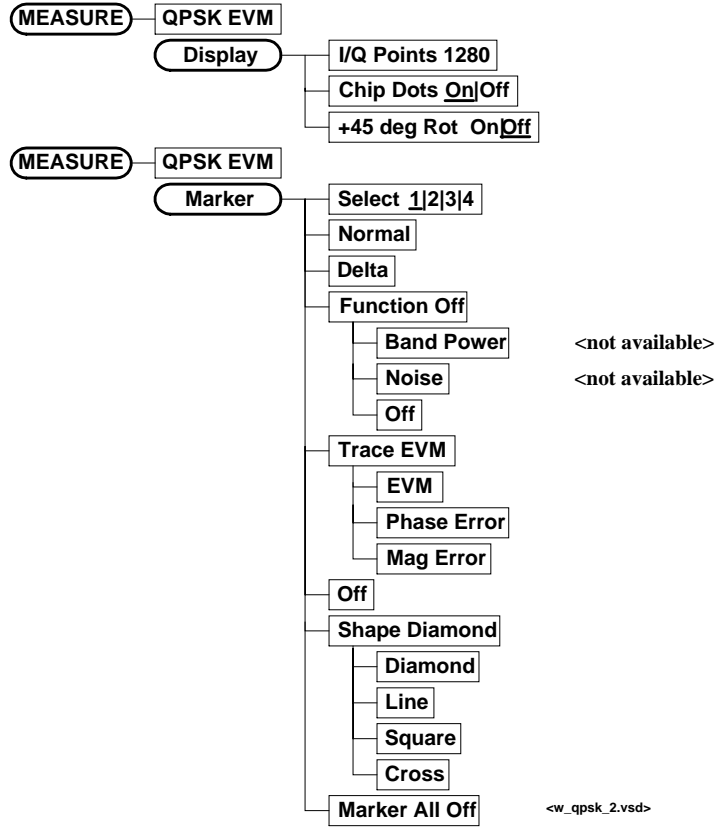 MEASURE QPSK EVM
Display I/Q Points 1280
Chip Dots On|Off
+45 deg Rot On|Off
MEASURE QPSK EVM
Marker Select 1|2|3|4
Normal
Delta
Function Off
Band Power <not available>
Noise <not available>
Off
Trace EVM
EVM
Phase Error
Mag Error
Off
Shape Diamond
Diamond
Line
Square
Cross
Marker All Off <w_qpsk_2.vsd>